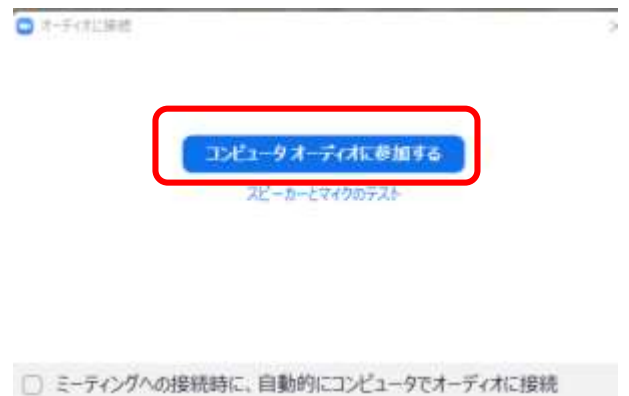 オーディオに接続
コンピュータ オーディオに参加する
スピーカーとマイクのテスト
ミーティングへの接続時に、自動的にコンピュータでオーディオに接続